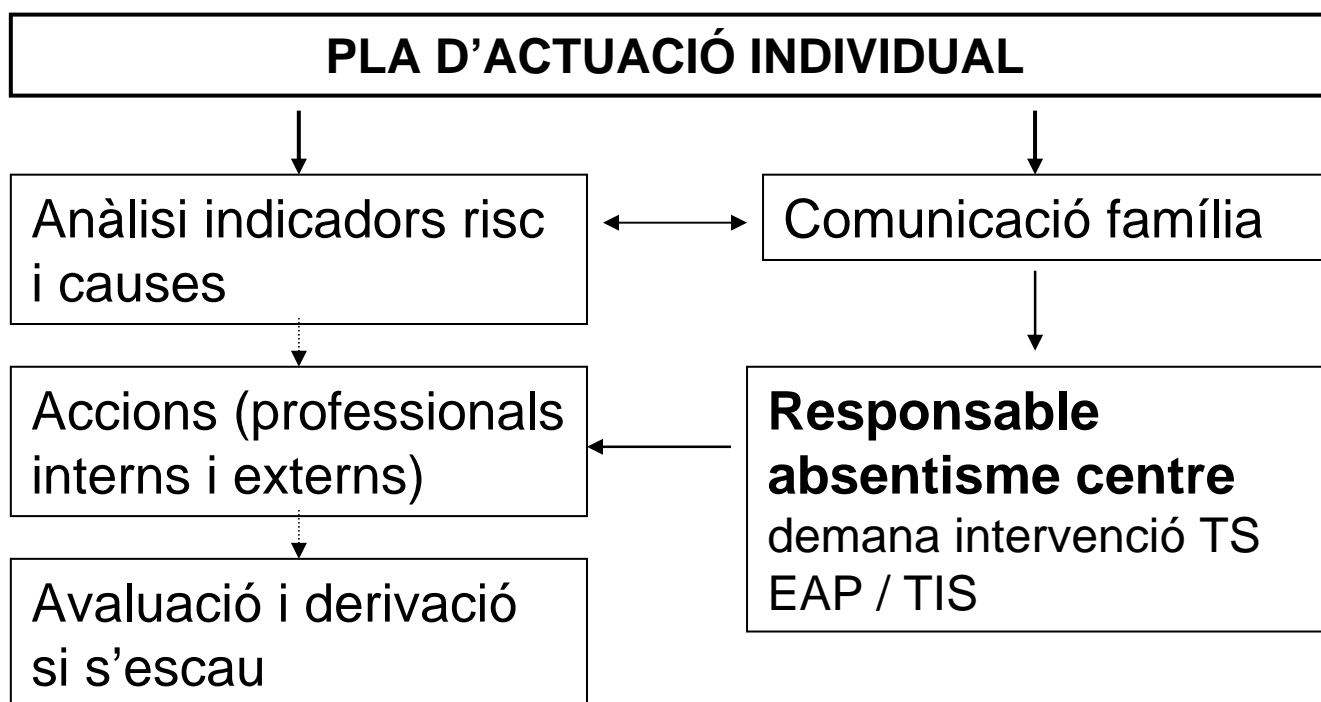 PLA D’ACTUACIÓ INDIVIDUAL
Anàlisi indicadors risc
i causes
Comunicació família
Accions (professionals
interns i externs)
Responsable
absentisme centre
demana intervenció TS
EAP / TIS
Avaluació i derivació
si s’escau